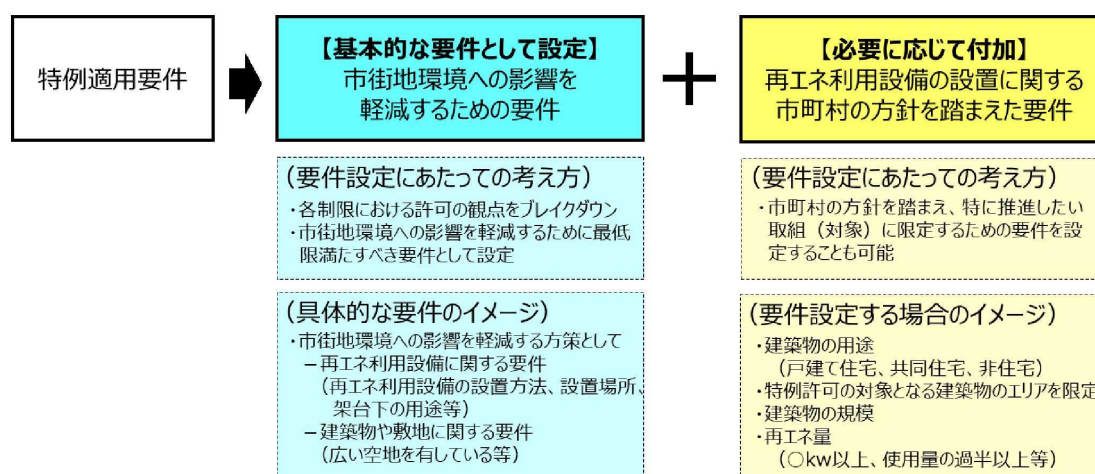 特例適用要件
【基本的な要件として設定】
市街地環境への影響を
軽減するための要件
＋
【必要に応じて付加】
再エネ利用設備の設置に関する
市町村の方針を踏まえた要件
（要件設定にあたっての考え方）
・各制限における許可の観点をブレイクダウン
・市街地環境への影響を軽減するために最低
限満たすべき要件として設定
（要件設定にあたっての考え方）
・市町村の方針を踏まえ、特に推進したい
取組（対象）に限定するための要件を設
定することも可能
（具体的な要件のイメージ）
・市街地環境への影響を軽減する方策として
－再エネ利用設備に関する要件
（再エネ利用設備の設置方法、設置場所、
架台下の用途等）
－建築物や敷地に関する要件
（広い空地を有している等）
（要件設定する場合のイメージ）
・建築物の用途
（戸建て住宅、共同住宅、非住宅）
・特例許可の対象となる建築物のエリアを限定
・建築物の規模
・再エネ量
（○kw以上、使用量の過半以上等）